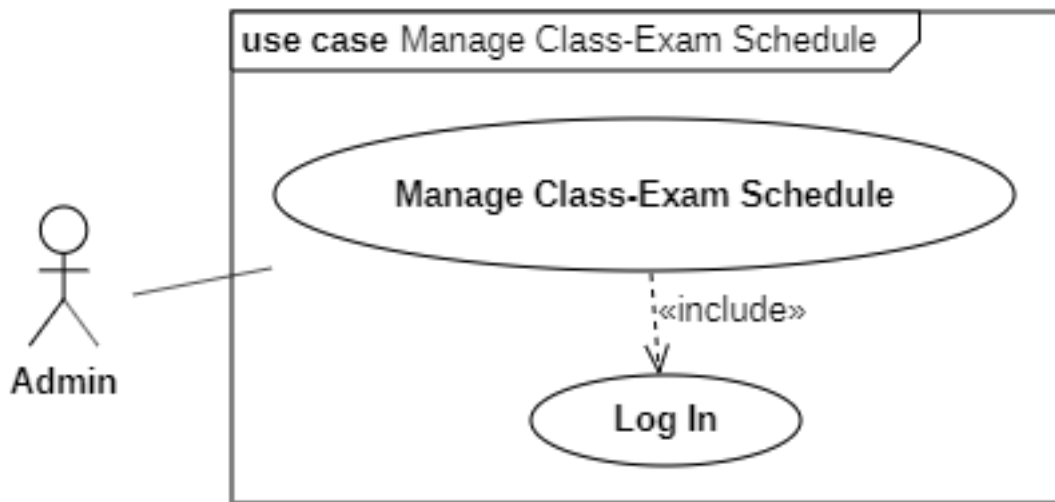 use case Manage Class-Exam Schedule
Manage Class-Exam Schedule
«include»
Admin
Log In